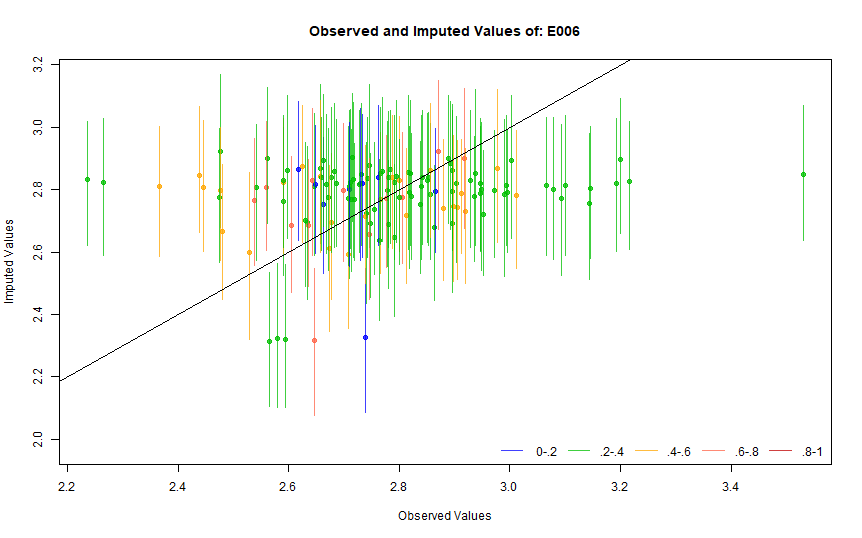 Observed and Imputed Values of: E006
3.2
3.0
2.8
2.6
2.4
2.2
2.0
Imputed Values
0-.2 .2-.4 .4-.6 .6-.8 .8-1
2.2 2.4 2.6 2.8 3.0 3.2 3.4
Observed Values